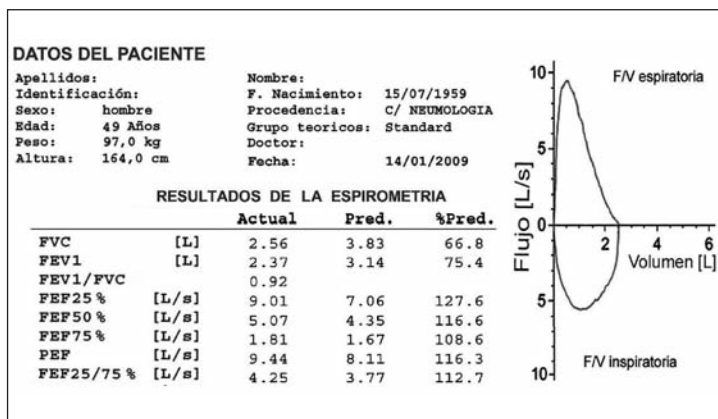 DATOS DEL PACIENTE
Apellidos: Nombre:
Identificación: F. Nacimiento: 15/07/1959
Sexo: hombre Procedencia: C/ NEUMOLOGIA
Edad: 49 Años Grupo teoricos: Standard
Peso: 97,0 kg Doctor:
Altura: 164,0 cm Fecha: 14/01/2009
RESULTADOS DE LA ESPIROMETRIA
Actual Pred. %Pred.
FVC [L] 2.56 3.83 66.8
FEV1 [L] 2.37 3.14 75.4
FEV1/FVC 0.92
FEF25% [L/s] 9.01 7.06 127.6
FEF50% [L/s] 5.07 4.35 116.6
FEF75% [L/s] 1.81 1.67 108.6
PEF [L/s] 9.44 8.11 116.3
FEF25/75% [L/s] 4.25 3.77 112.7
10
F/V espiratoria
5
Flujo [L/s]
0
2 4 6
Volumen [L]
5
F/V inspiratoria
10